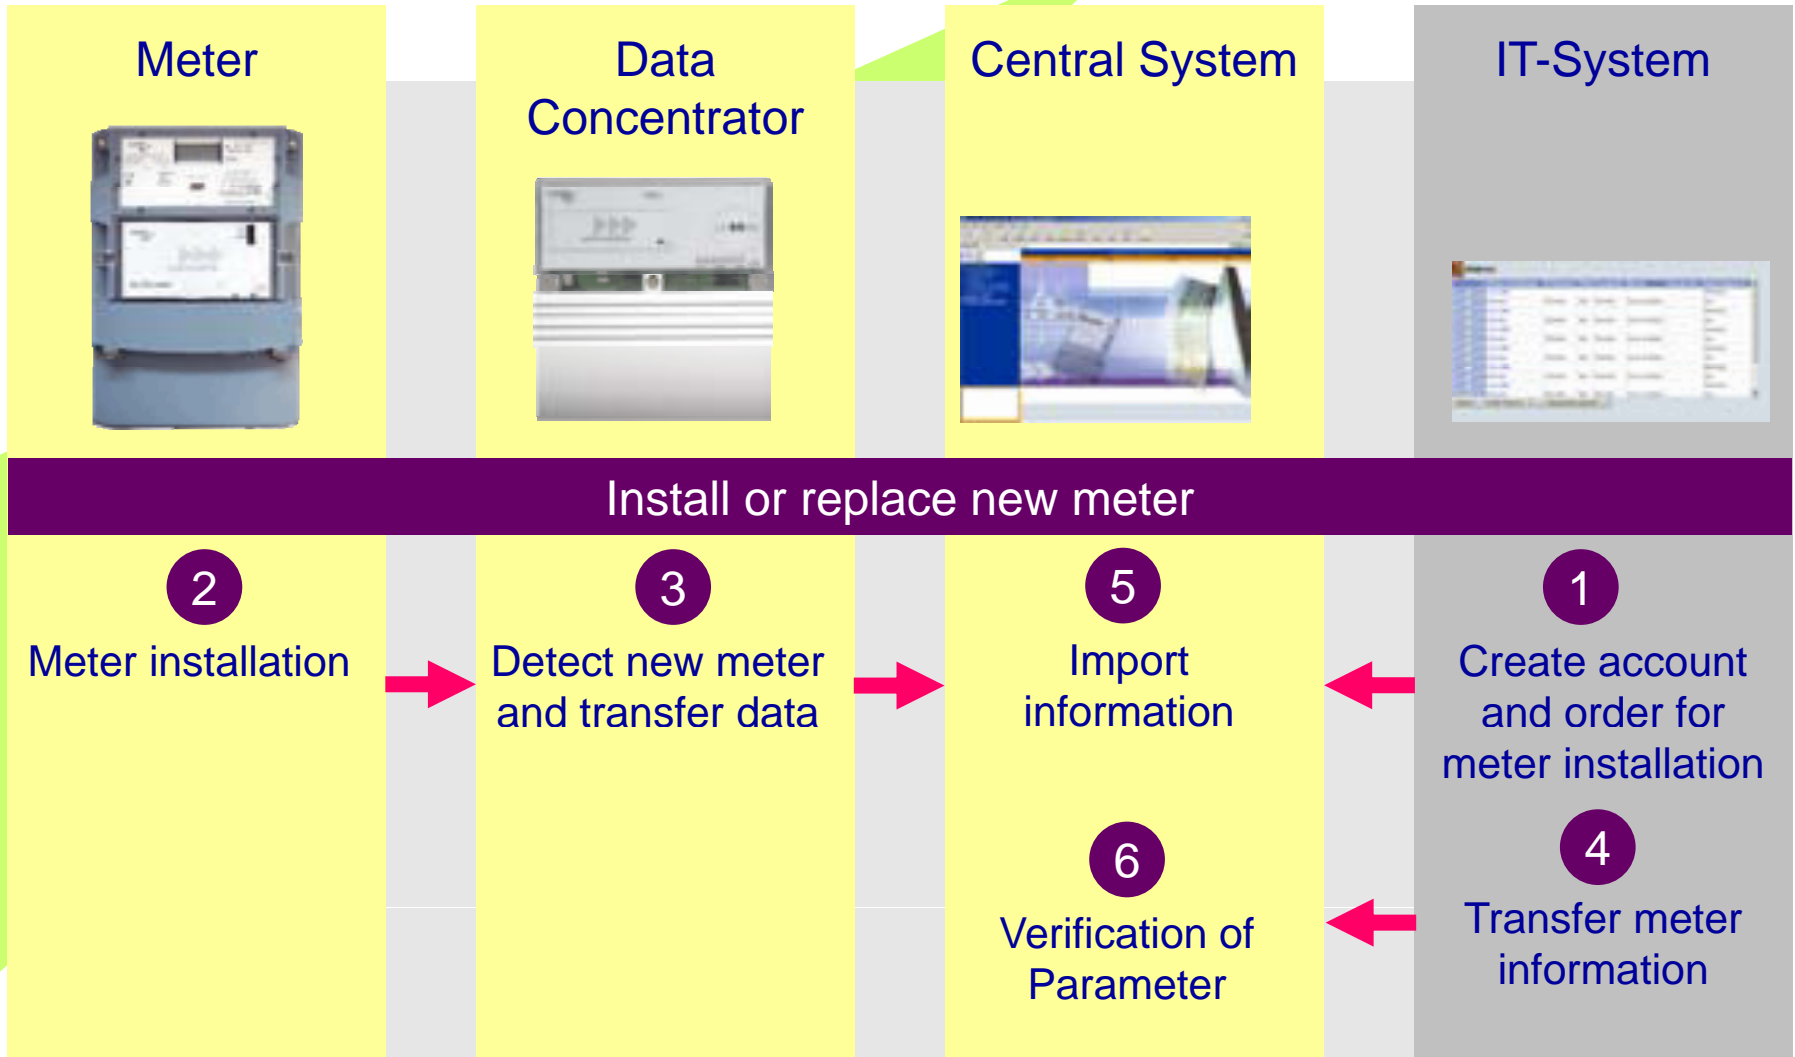 Meter
Data
Concentrator
Central System
IT-System
Install or replace new meter
2
Meter installation
3
Detect new meter
and transfer data
5
Import
information
6
Verification of
Parameter
1
Create account
and order for
meter installation
4
Transfer meter
information